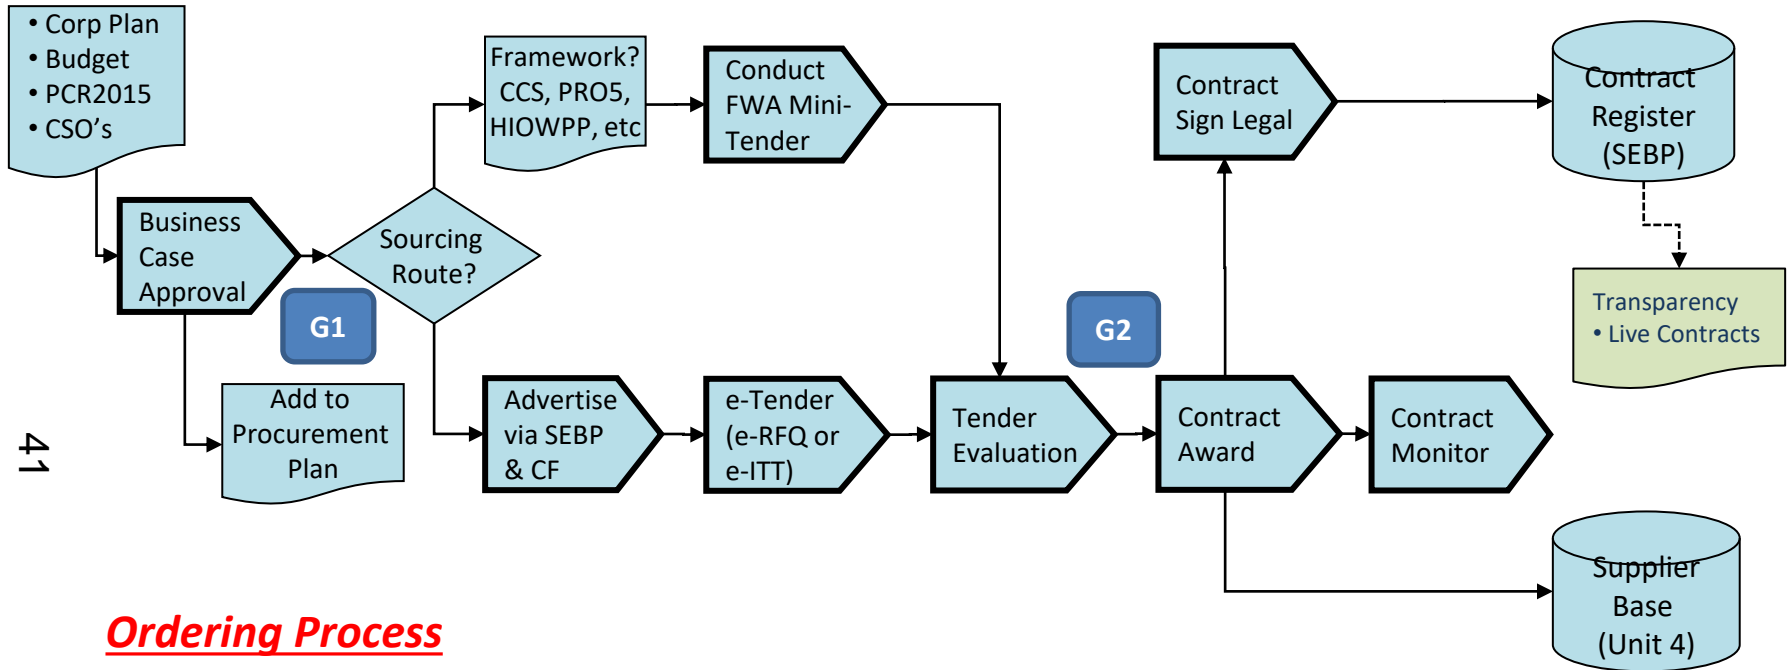 • Corp Plan
• Budget
• PCR2015
• CSO's
Framework?
CCS, PRO5,
HIOWPP, etc
Conduct
FWA Mini-
Tender
Contract
Sign Legal
Contract
Register
(SEBP)
Business
Case
Approval
Sourcing
Route?
G1
G2
Transparency
• Live Contracts
Add to
Procurement
Plan
Advertise
via SEBP
& CF
e-Tender
(e-RFQ or
e-ITT)
Tender
Evaluation
Contract
Award
Contract
Monitor
41
Supplier
Base
(Unit 4)
Ordering Process